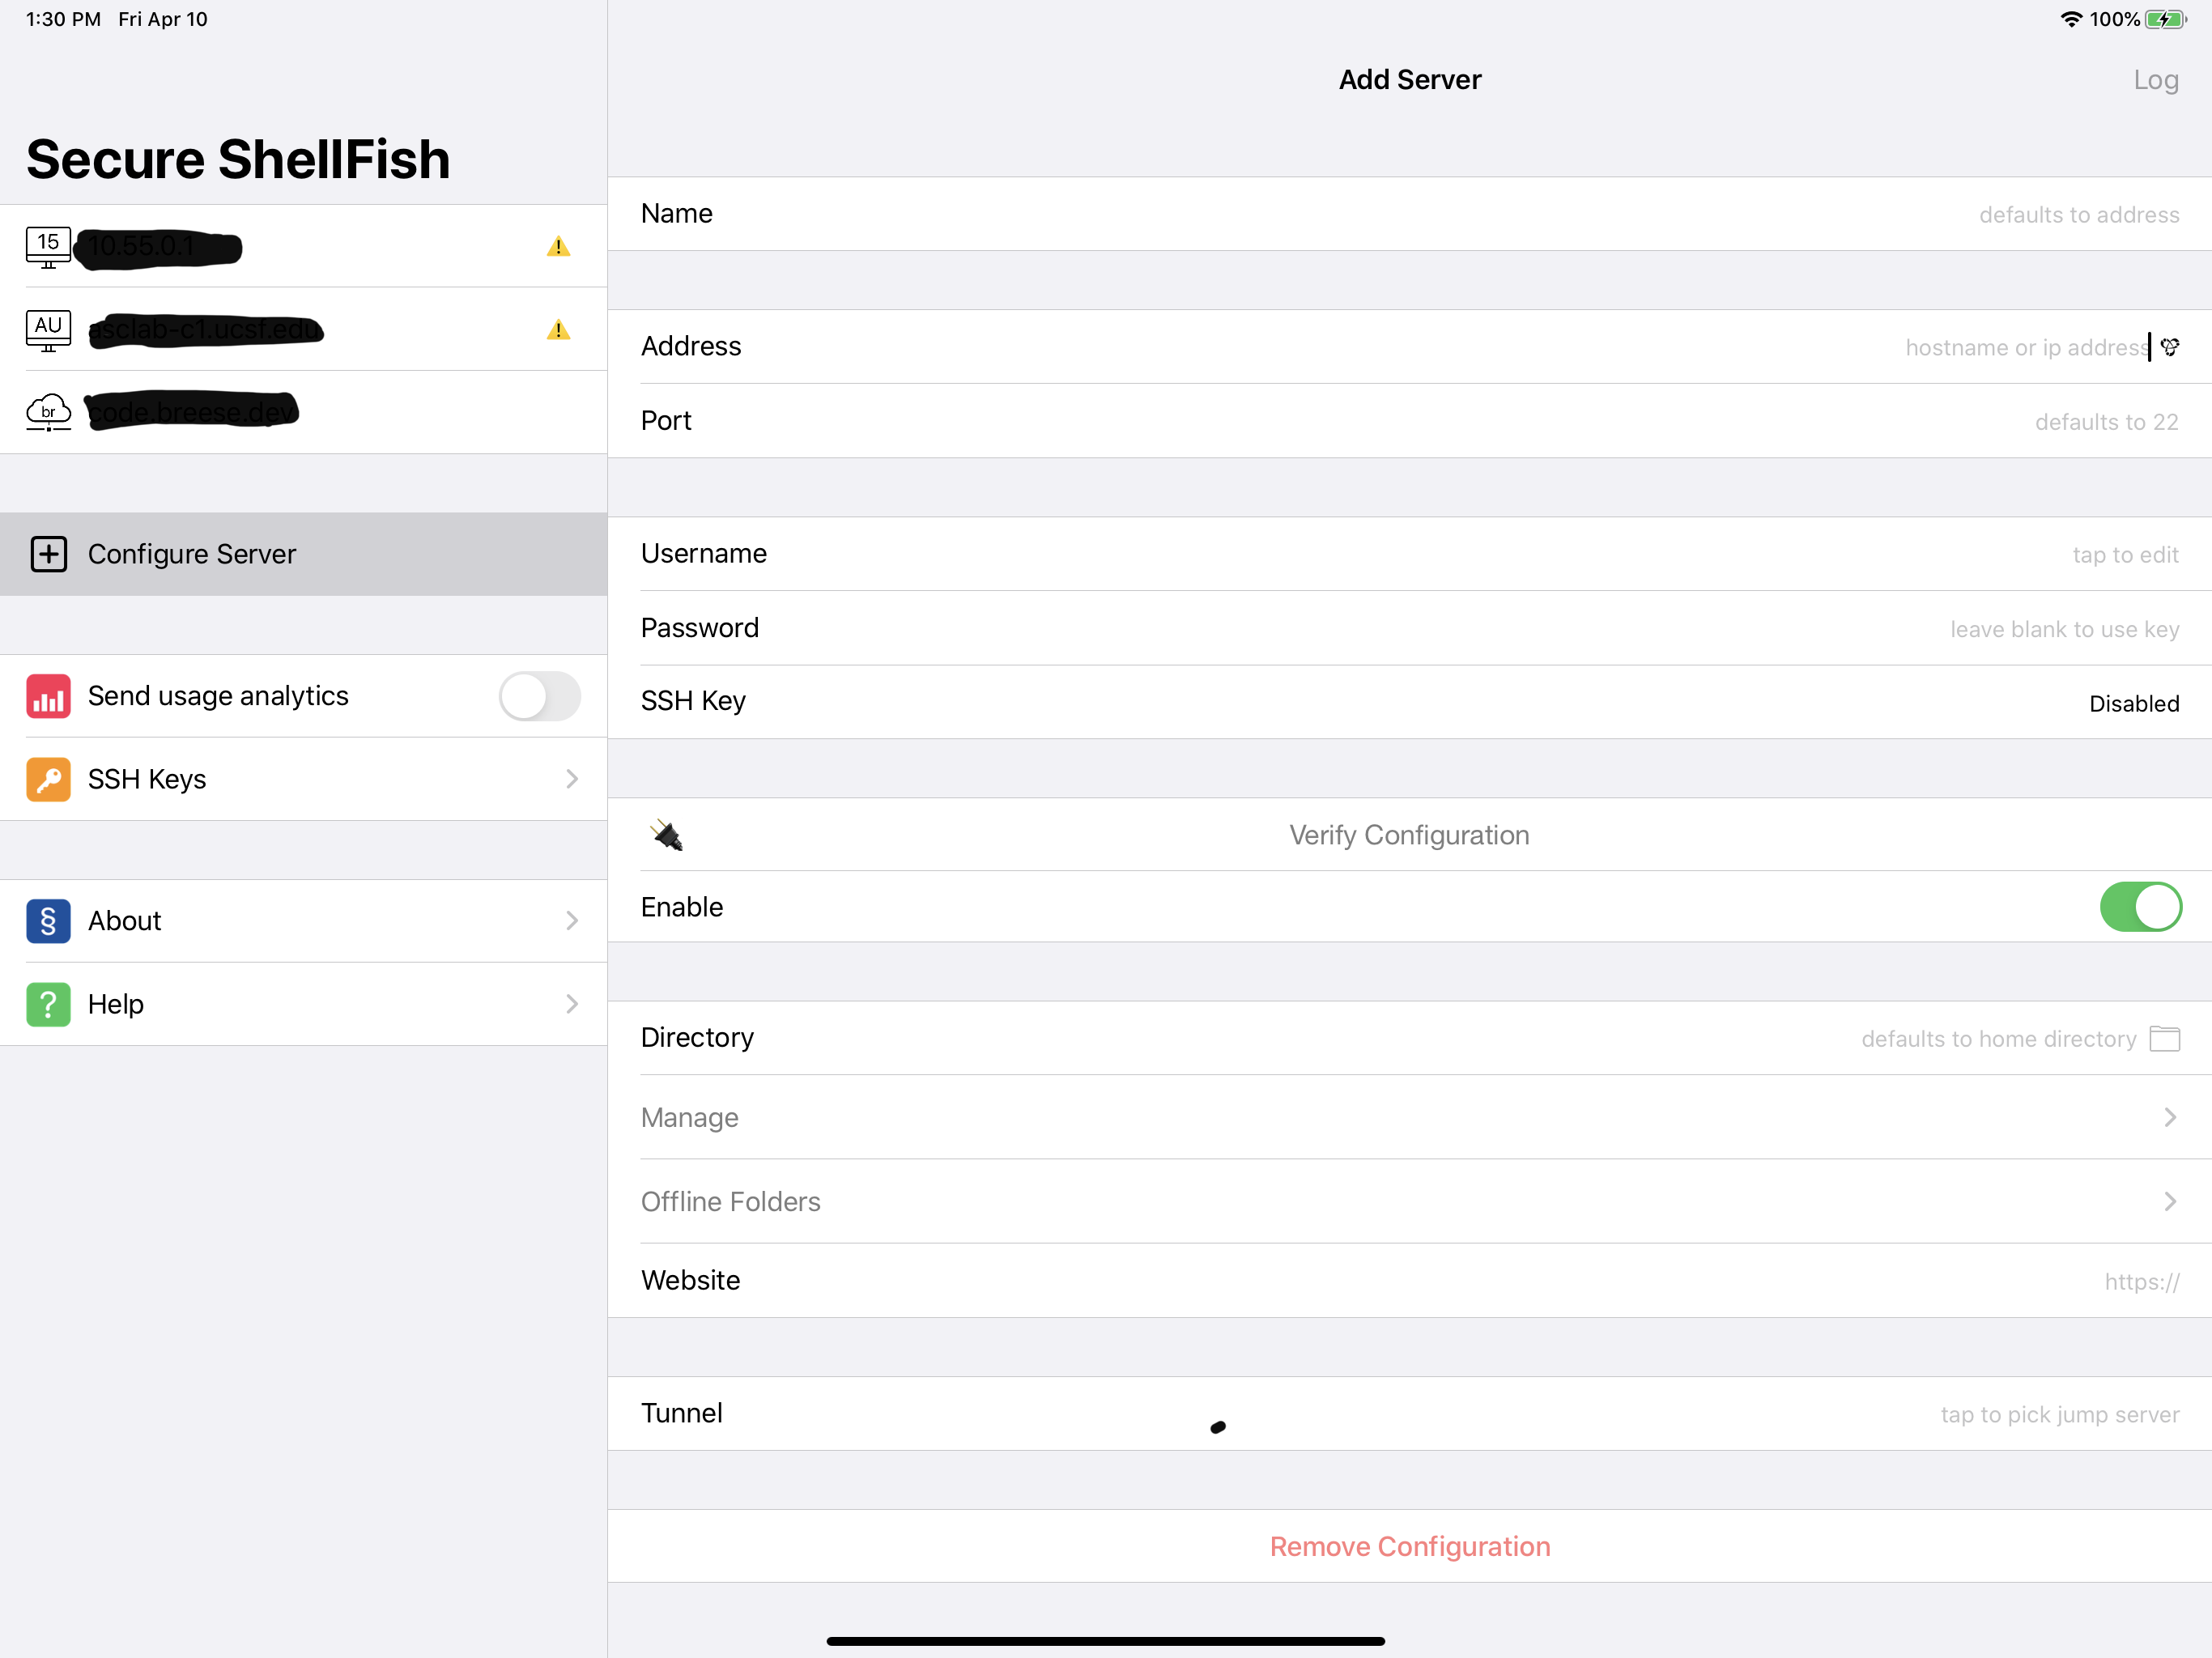 1:30 PM Fri Apr 10
100%
Add Server
Log
Secure ShellFish
15
AU
br
Configure Server
Send usage analytics
SSH Keys
§ About
? Help
Name defaults to address
Address hostname or ip address
Port defaults to 22
Username tap to edit
Password leave blank to use key
SSH Key Disabled
Verify Configuration
Enable
Directory defaults to home directory
Manage
Offline Folders
Website https://
Tunnel tap to pick jump server
Remove Configuration